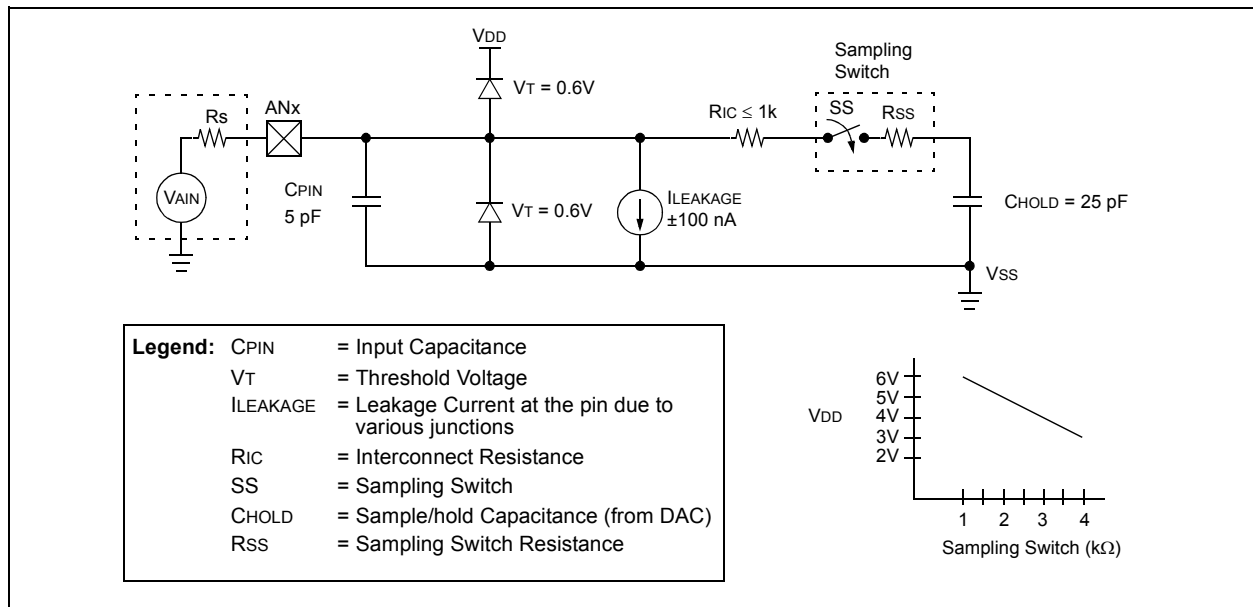 VDD
Sampling
Switch
VT = 0.6V
Rs
ANx
RIC ≤ 1k
SS
RSS
VAIN
CPIN
5 pF
VT = 0.6V
ILEAKAGE
±100 nA
CHOLD = 25 pF
VSS
Legend: CPIN = Input Capacitance
VT = Threshold Voltage
ILEAKAGE = Leakage Current at the pin due to
various junctions
RIC = Interconnect Resistance
SS = Sampling Switch
CHOLD = Sample/hold Capacitance (from DAC)
RSS = Sampling Switch Resistance
6V
5V
4V
3V
2V
VDD
1 2 3 4
Sampling Switch (kΩ)